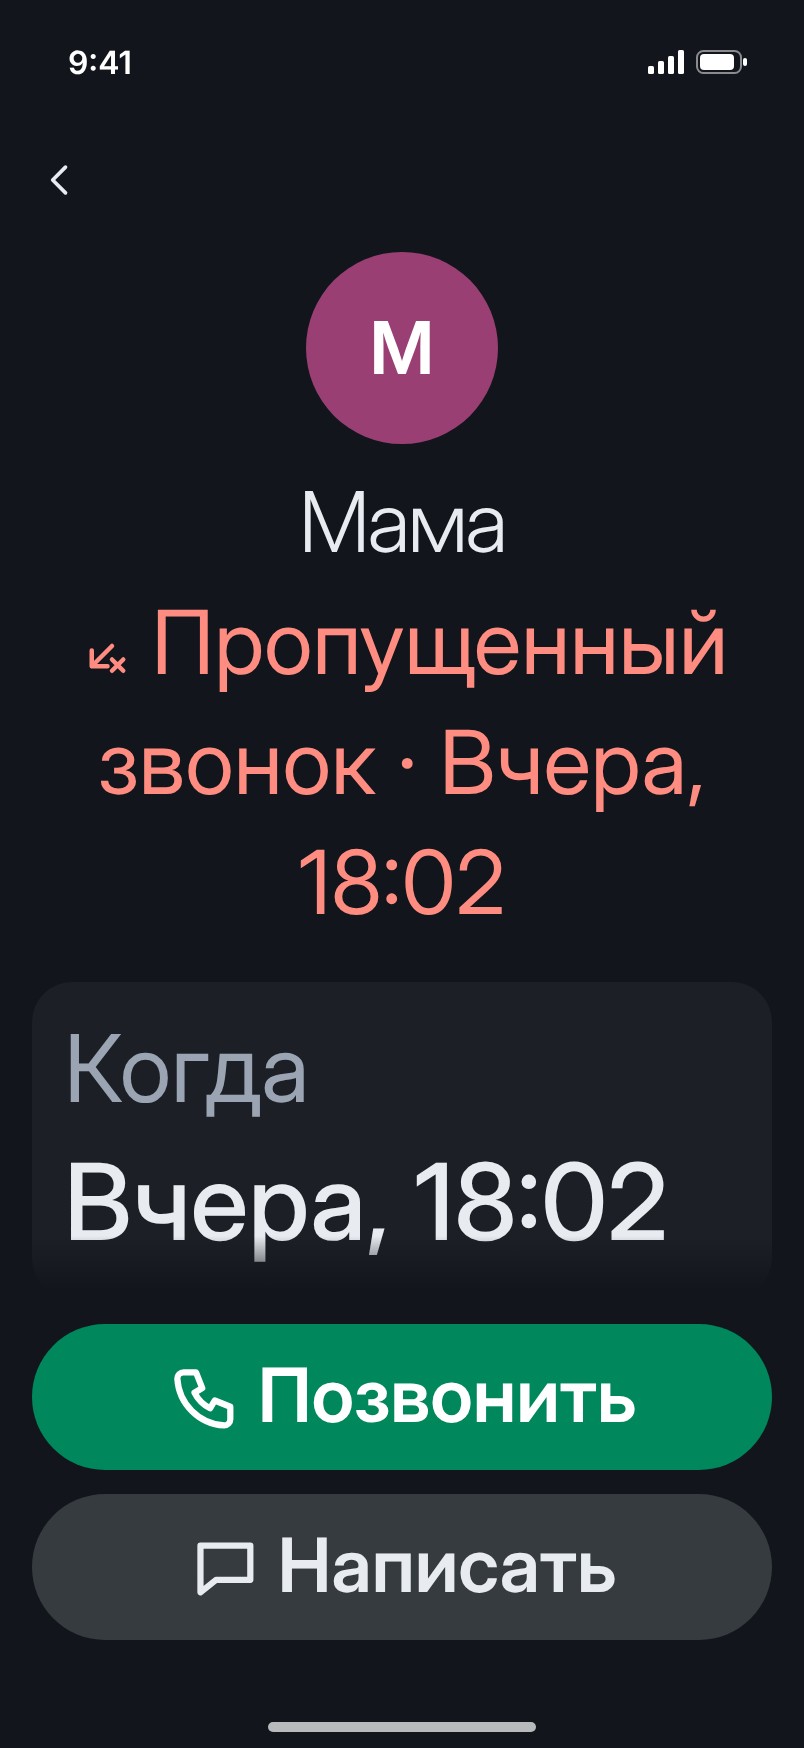 9:41
М
Мама
Пропущенный
звонок · Вчера,
18:02
Когда
Вчера, 18:02
Позвонить
Написать